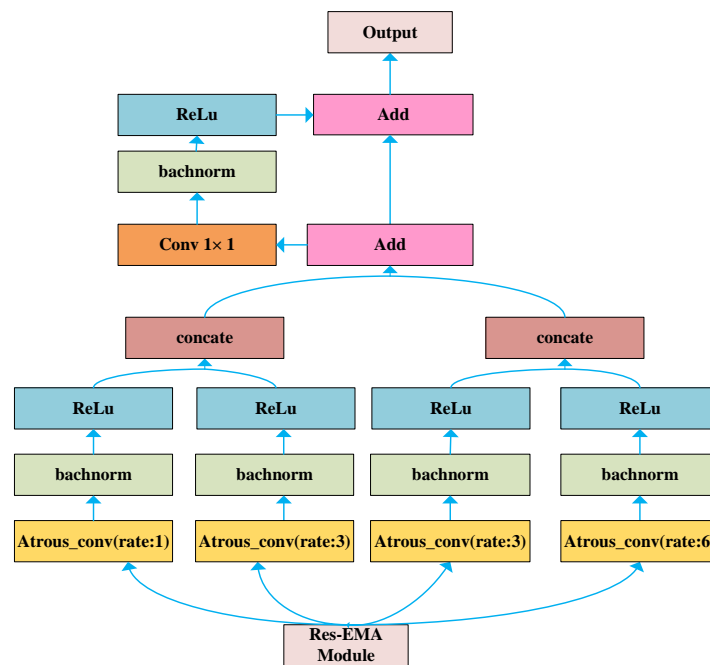 Output
ReLu
Add
bachnorm
Conv 1× 1
Add
concate
concate
ReLu
ReLu
ReLu
ReLu
bachnorm
bachnorm
bachnorm
bachnorm
Atrous_conv(rate:1)
Atrous_conv(rate:3)
Atrous_conv(rate:3)
Atrous_conv(rate:6
Res-EMA
Module